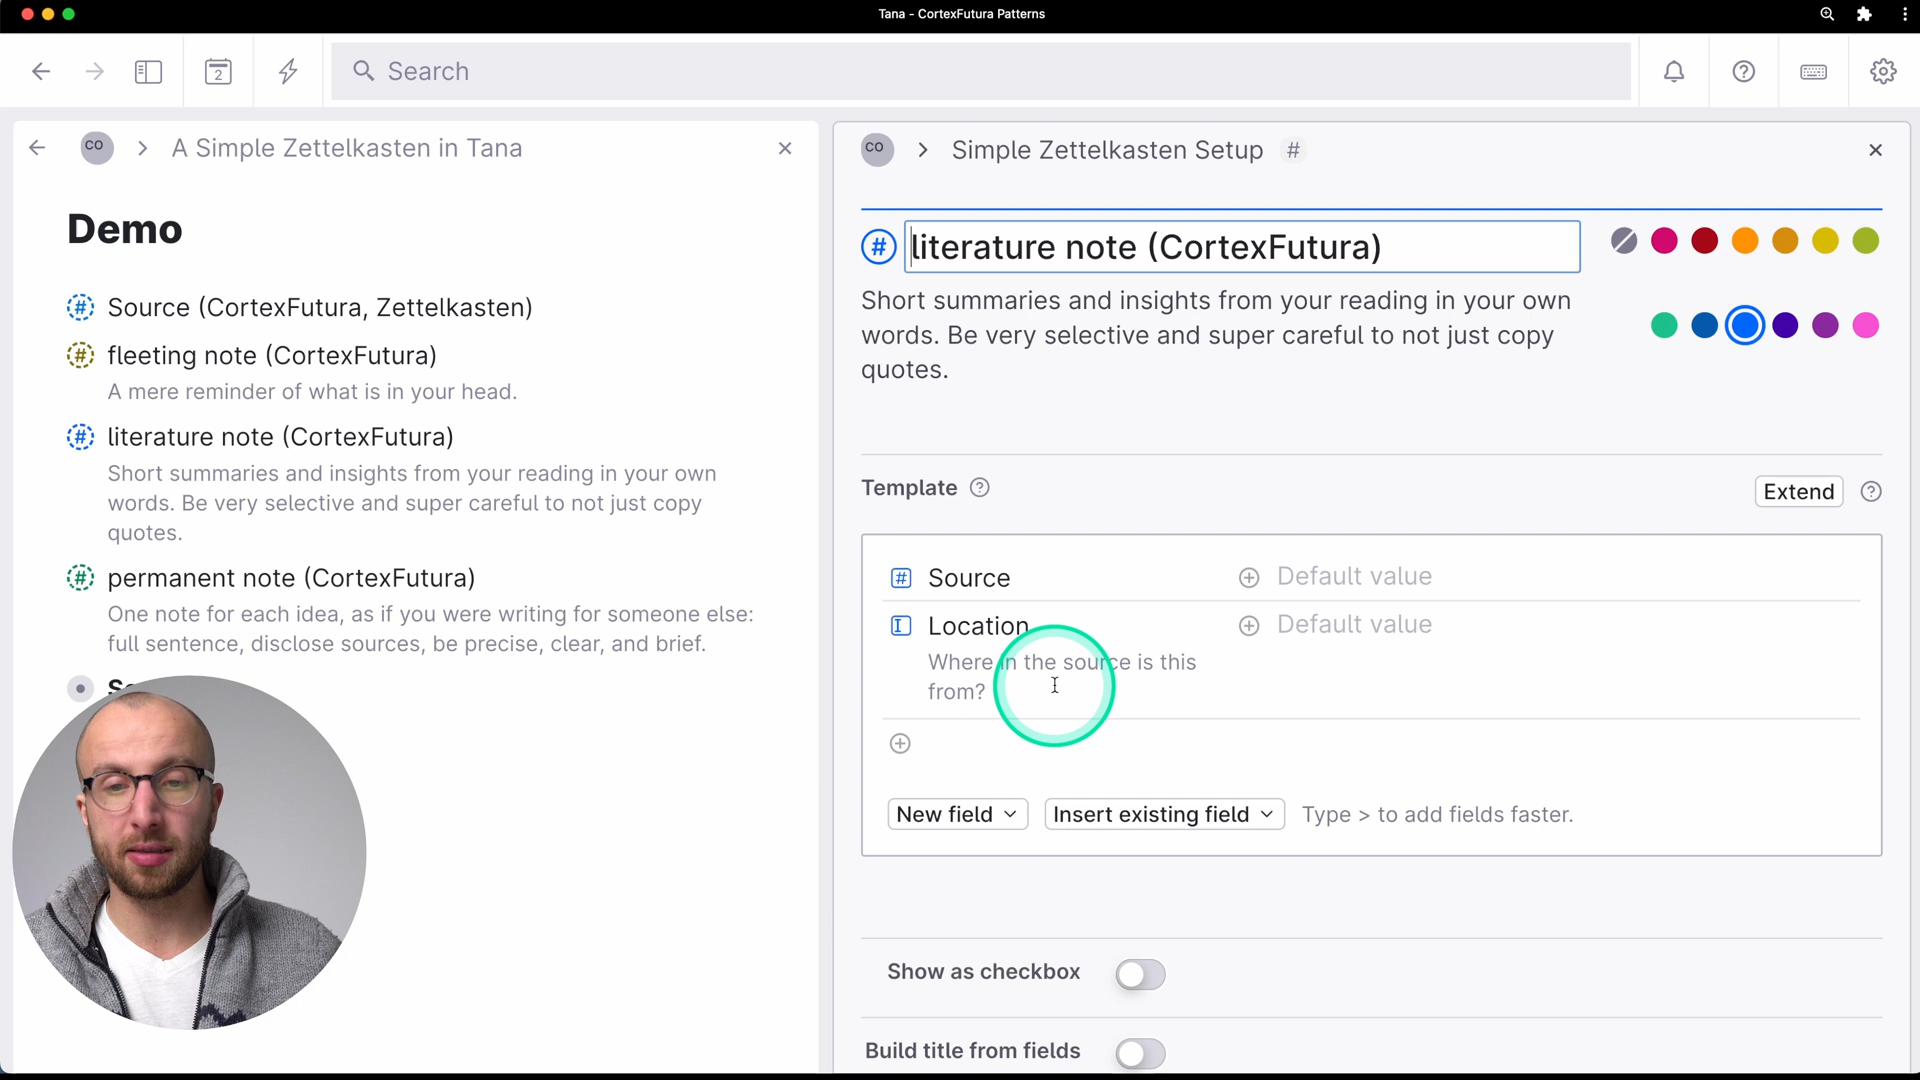 Tana - CortexFutura Patterns
2
Search
CO
A Simple Zettelkasten in Tana
Demo
# Source (CortexFutura, Zettelkasten)
# fleeting note (CortexFutura)
A mere reminder of what is in your head.
# literature note (CortexFutura)
Short summaries and insights from your reading in your own
words. Be very selective and super careful to not just copy
quotes.
# permanent note (CortexFutura)
One note for each idea, as if you were writing for someone else:
full sentence, disclose sources, be precise, clear, and brief.
CO
Simple Zettelkasten Setup #
# literature note (CortexFutura)
Short summaries and insights from your reading in your own
words. Be very selective and super careful to not just copy
quotes.
Template ?
Extend ?
# Source
Default value
Location
Default value
Where in the source is this
from?
New field
Insert existing field
Type > to add fields faster.
Show as checkbox
Build title from fields